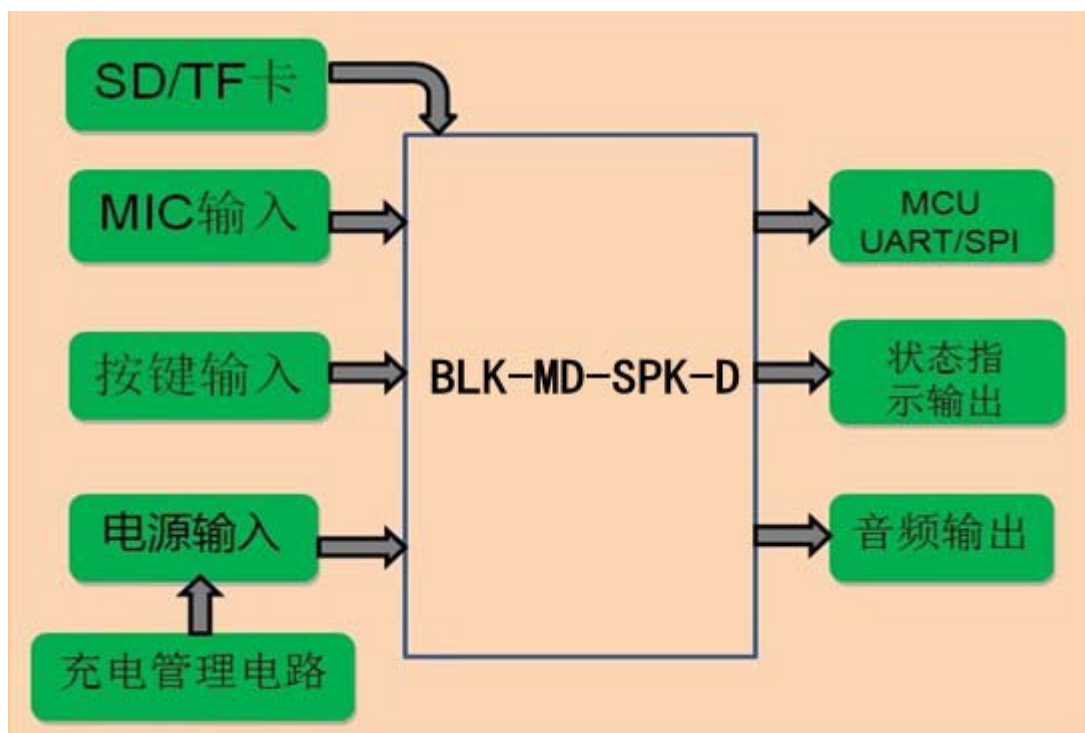 SD/TF卡
MIC输入
按键输入
电源输入
充电管理电路
BLK-MD-SPK-D
MCU
UART/SPI
状态指
示输出
音频输出